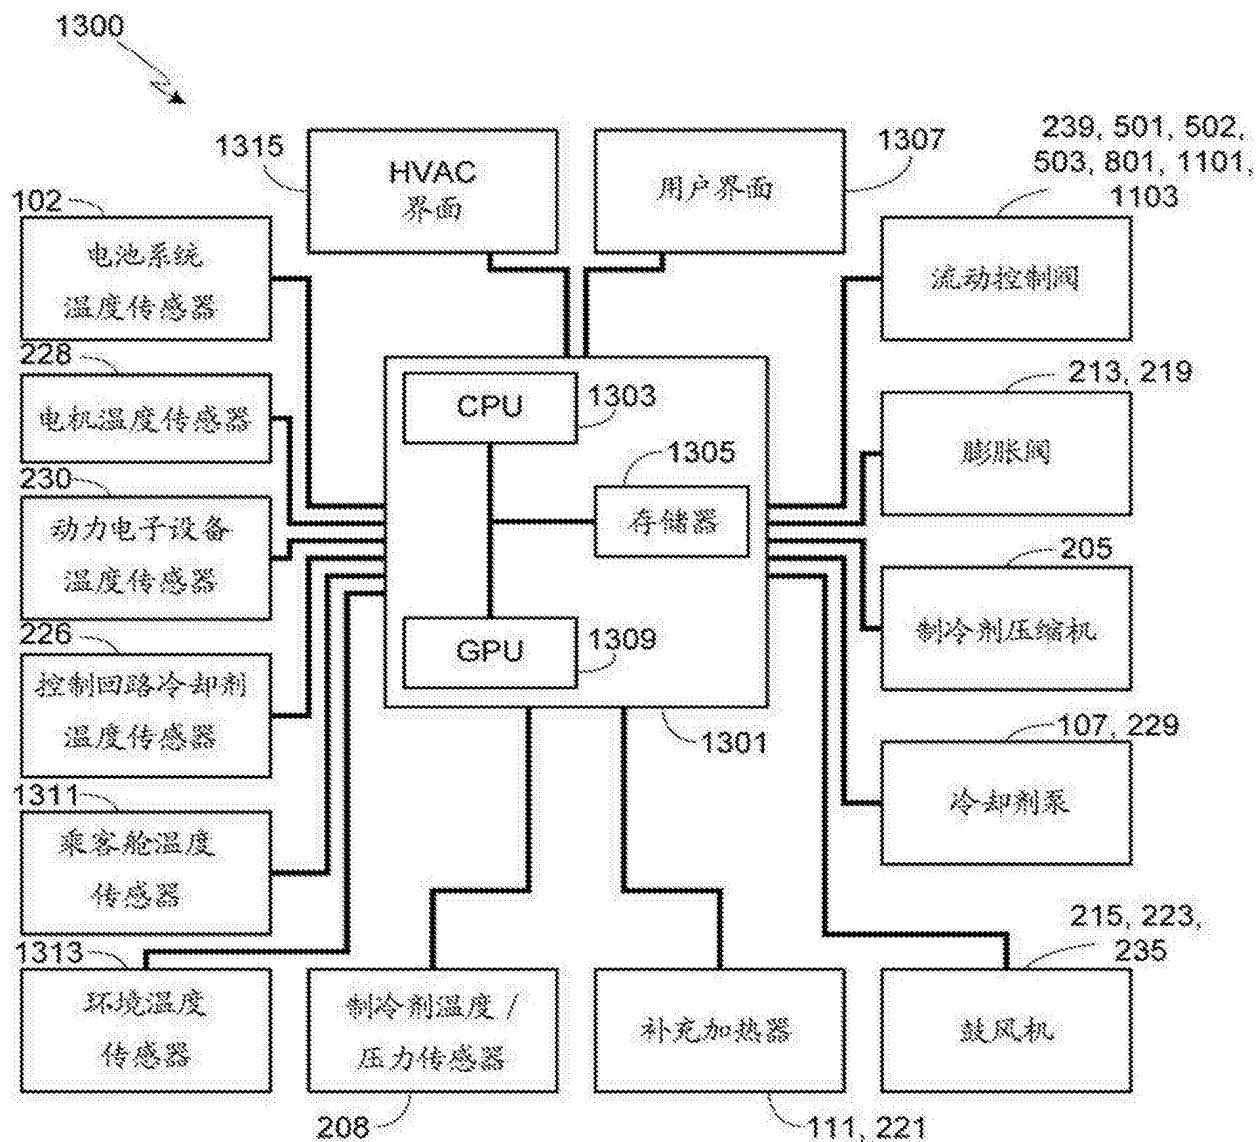 1300
1315
HVAC
界面
1307
用户界面
239, 501, 502,
503, 801, 1101,
1103
流动控制阀
102
电池系统
温度传感器
228
电机温度传感器
230
动力电子设备
温度传感器
226
控制回路冷却剂
温度传感器
1311
乘客舱温度
传感器
1313
环境温度
传感器
CPU
1303
1305
存储器
GPU
1309
1301
213, 219
膨胀阀
205
制冷剂压缩机
107, 229
冷却剂泵
215, 223,
235
鼓风机
制冷剂温度 /
压力传感器
208
补充加热器
111, 221